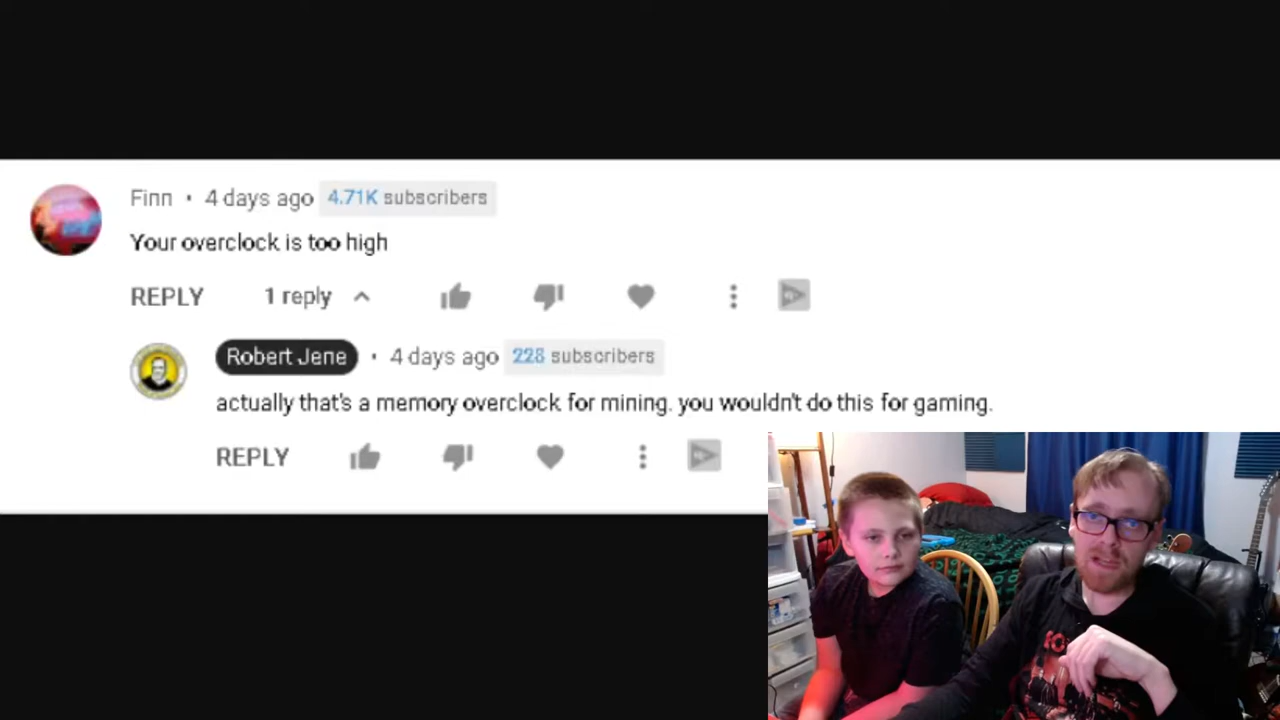 Finn • 4 days ago 4.71K subscribers
Your overclock is too high
REPLY 1 reply
Robert Jene • 4 days ago 228 subscribers
actually that's a memory overclock for mining. you wouldn't do this for gaming.
REPLY